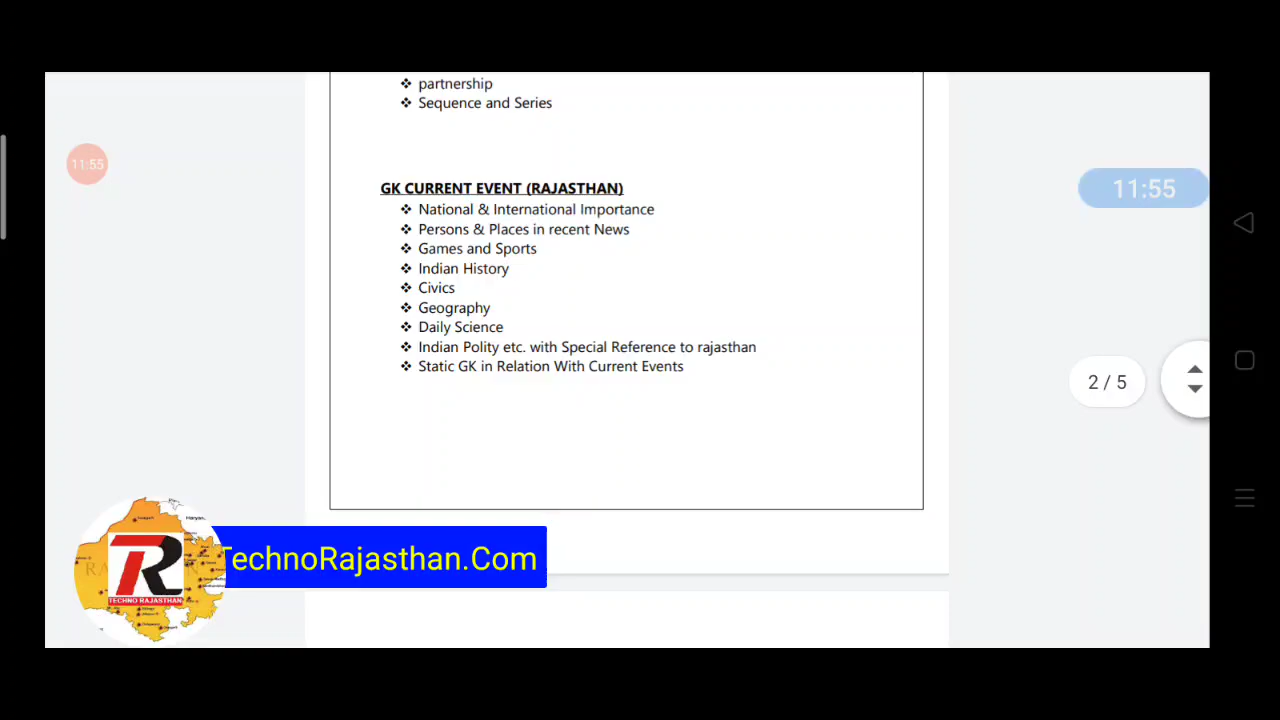 ❖ partnership
❖ Sequence and Series
GK CURRENT EVENT (RAJASTHAN)
❖ National & International Importance
❖ Persons & Places in recent News
❖ Games and Sports
❖ Indian History
❖ Civics
❖ Geography
❖ Daily Science
❖ Indian Polity etc. with Special Reference to rajasthan
❖ Static GK in Relation With Current Events
11:55
11:55
2 / 5
TR
TECHNO RAJASTHAN
TechnoRajasthan.Com